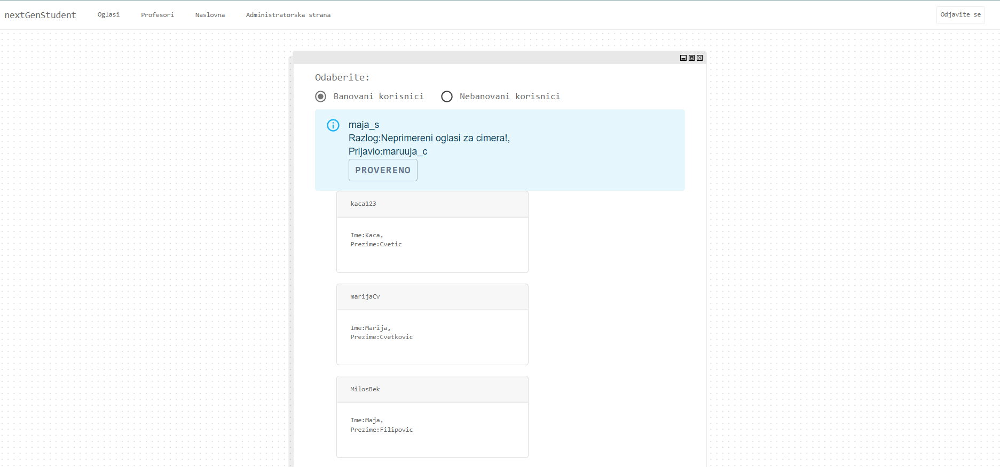 nextGenStudent Oglasi Profesori Naslovna Administratorska strana Odjavite se
Odaberite:
Banovani korisnici Nebanovani korisnici
maja_s
Razlog:Neprimereni oglasi za cimera!,
Prijavio:maruuja_c
PROVERENO
kaca123
Ime:Kaca,
Prezime:Cvetic
marijaCv
Ime:Marija,
Prezime:Cvetkovic
MilosBek
Ime:Maja,
Prezime:Filipovic